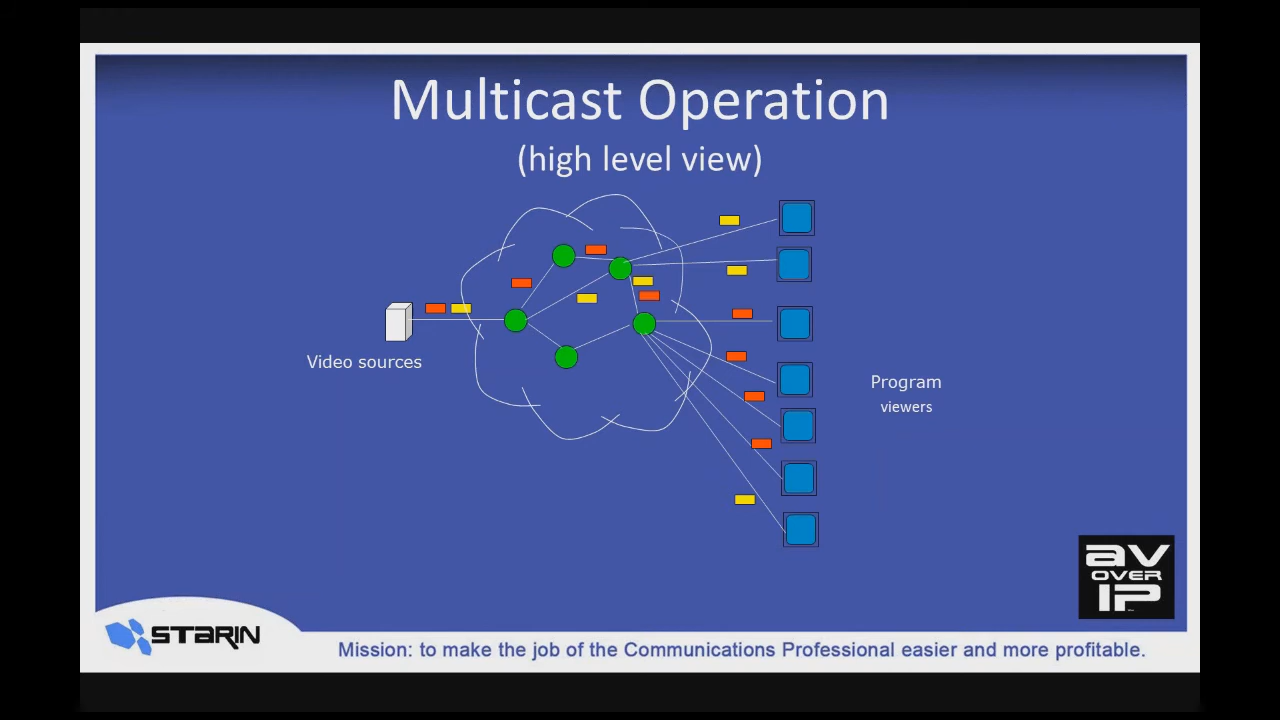 Multicast Operation
(high level view)
Video sources
Program
viewers
av
OVER
IP
STARIN
Mission: to make the job of the Communications Professional easier and more profitable.